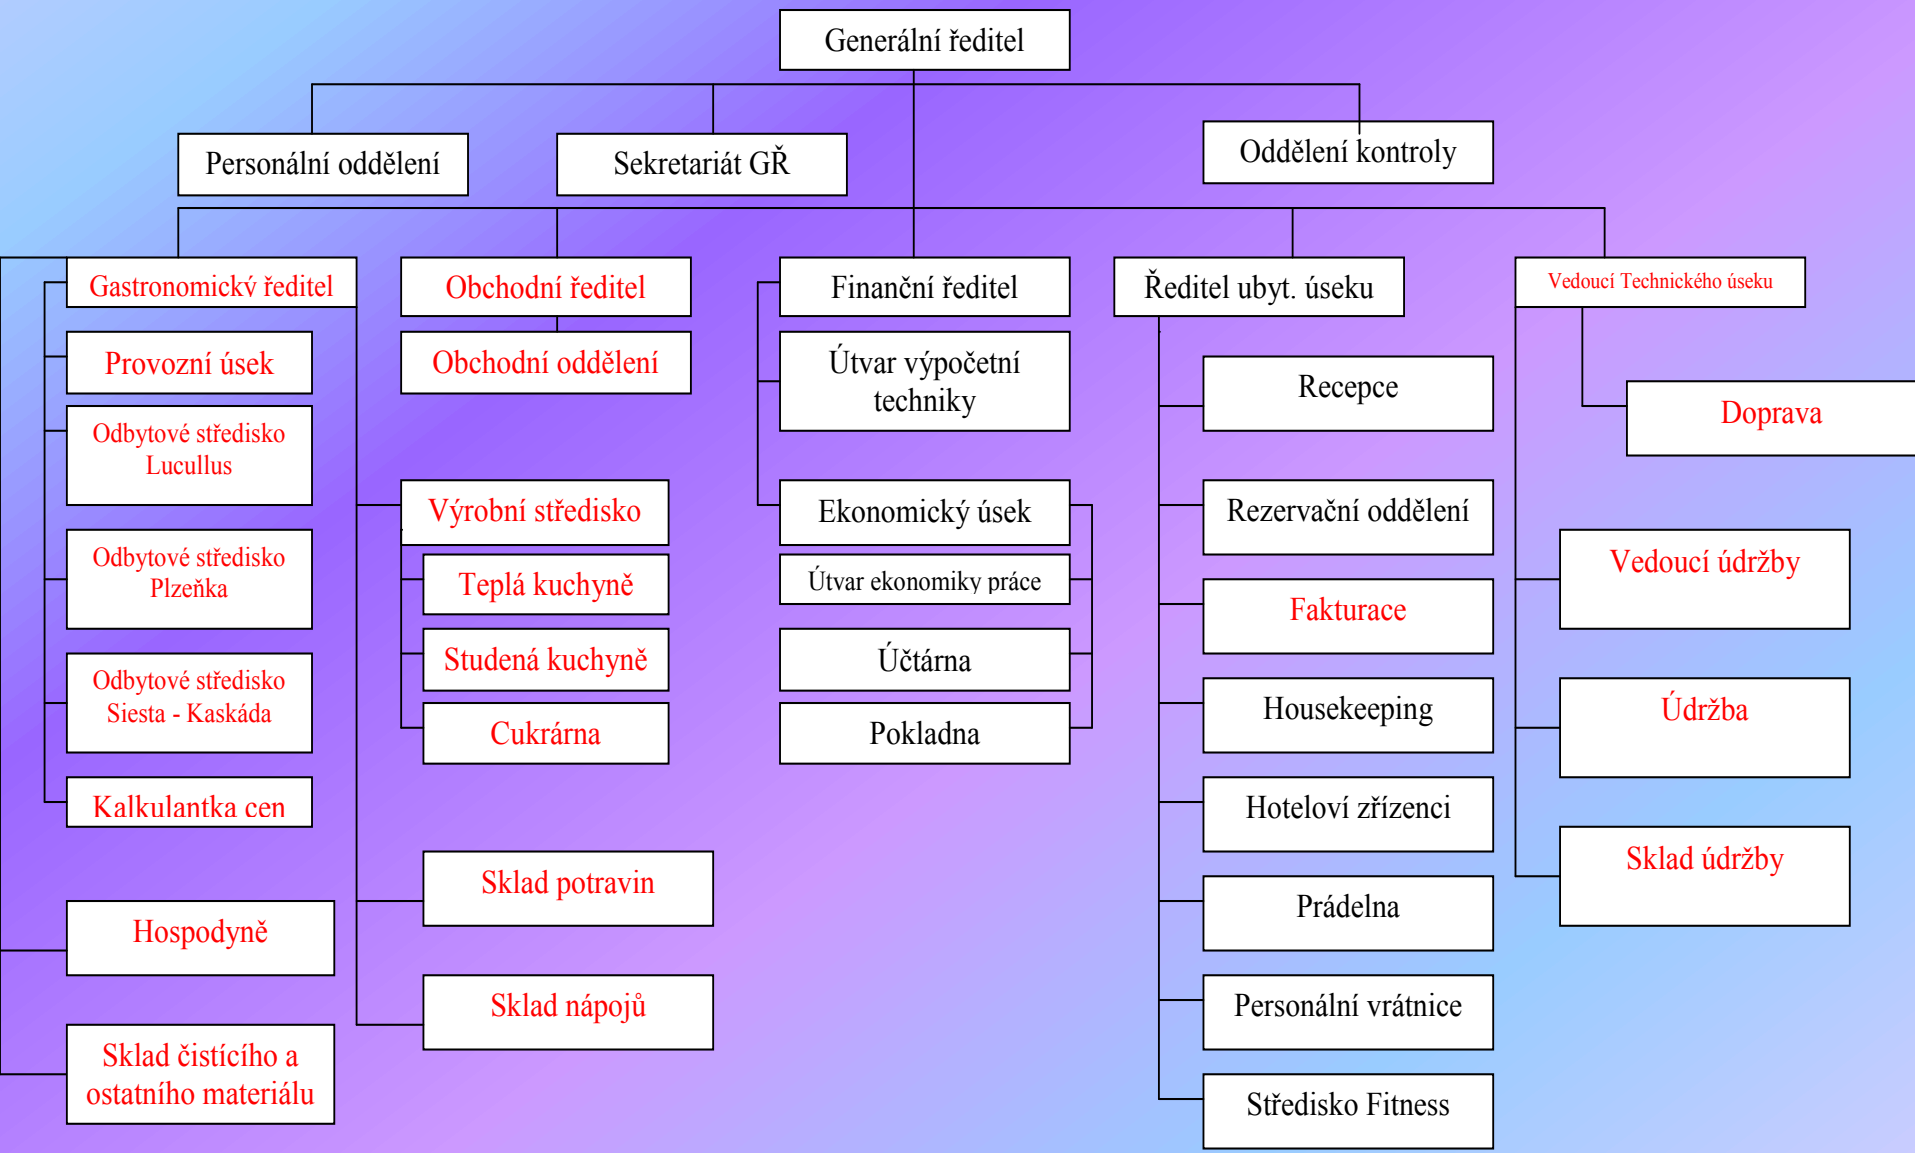 Generální ředitel
Personální oddělení
Sekretariát GŘ
Oddělení kontroly
Gastronomický ředitel
Obchodní ředitel
Finanční ředitel
Ředitel ubyt. úseku
Vedoucí Technického úseku
Provozní úsek
Odbytové středisko
Lucullus
Odbytové středisko
Plzeňka
Odbytové středisko
Siesta - Kaskáda
Kalkulantka cen
Hospodyně
Sklad čistícího a
ostatního materiálu
Obchodní oddělení
Výrobní středisko
Teplá kuchyně
Studená kuchyně
Cukrárna
Sklad potravin
Sklad nápojů
Útvar výpočetní
techniky
Ekonomický úsek
Útvar ekonomiky práce
Účtárna
Pokladna
Recepce
Rezervační oddělení
Fakturace
Housekeeping
Hoteloví zřízenci
Prádelna
Personální vrátnice
Středisko Fitness
Doprava
Vedoucí údržby
Údržba
Sklad údržby